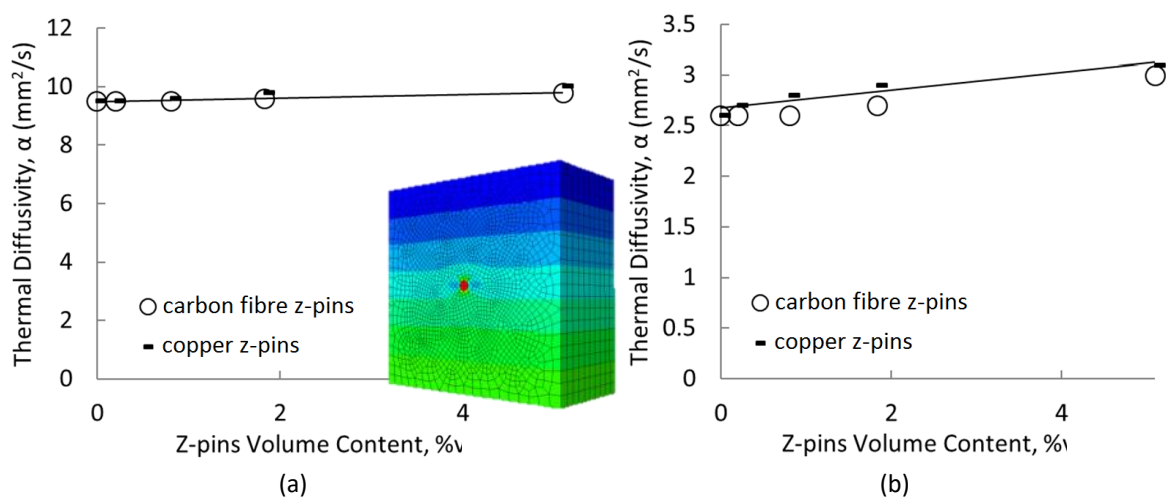 12
10
8
6
4
2
0
0
2
4
Thermal Diffusivity, α (mm²/s)
carbon fibre z-pins
copper z-pins
Z-pins Volume Content, %v
(a)
3.5
3
2.5
2
1.5
1
0.5
0
0
2
4
Thermal Diffusivity, α (mm²/s)
carbon fibre z-pins
copper z-pins
Z-pins Volume Content, %v
(b)